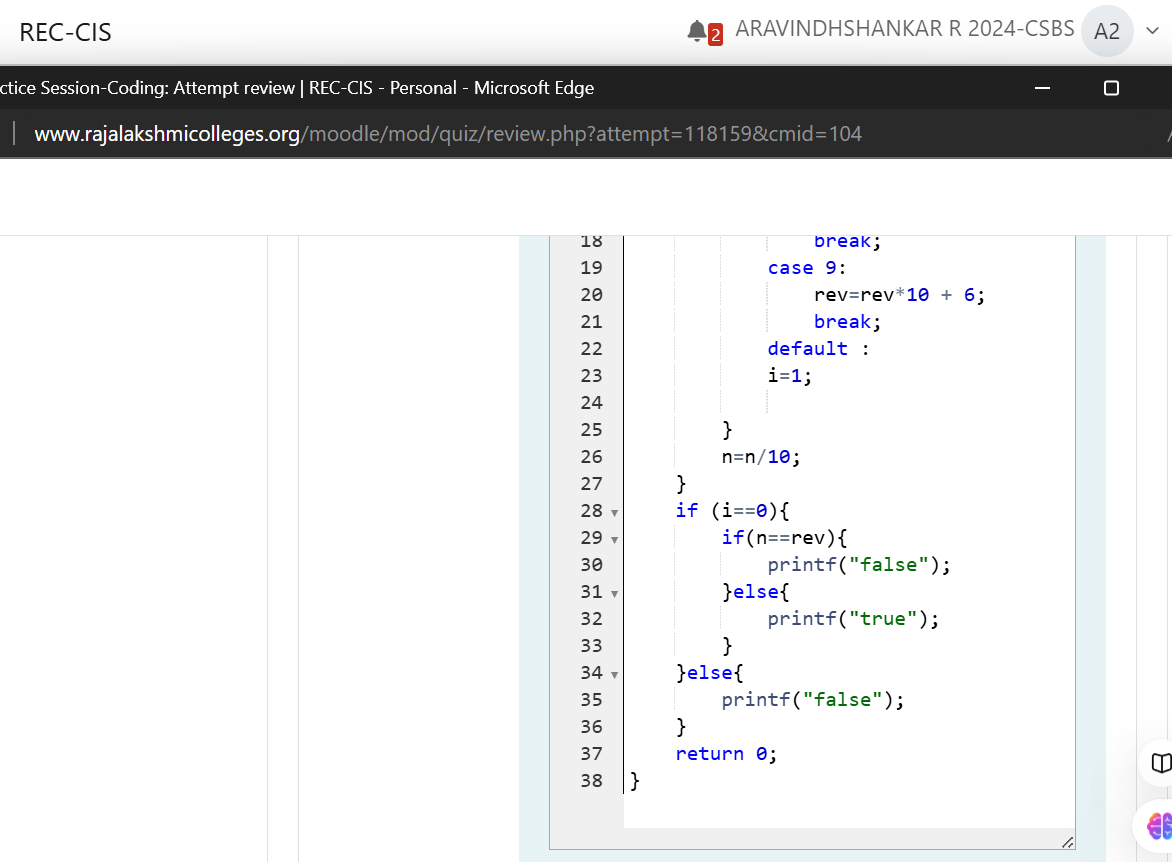 REC-CIS
2 ARAVINDHSHANKAR R 2024-CSBS A2
ctice Session-Coding: Attempt review | REC-CIS - Personal - Microsoft Edge
www.rajalakshmicolleges.org/moodle/mod/quiz/review.php?attempt=118159&cmid=104
18 break;
19 case 9:
20 rev=rev*10 + 6;
21 break;
22 default :
23 i=1;
24
25 }
26 n=n/10;
27 }
28 if (i==0){
29 if(n==rev){
30 printf("false");
31 }else{
32 printf("true");
33 }
34 }else{
35 printf("false");
36 }
37 return 0;
38 }